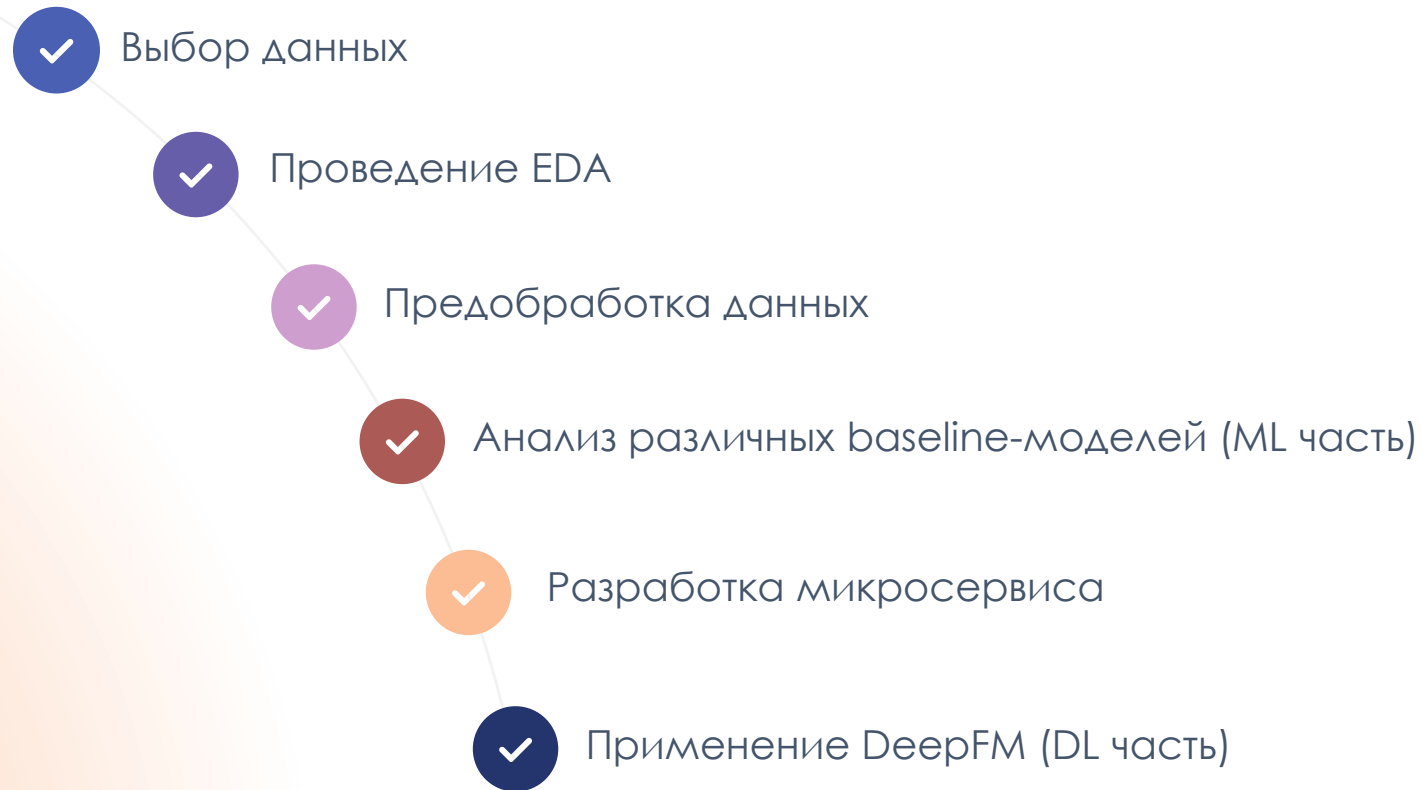 Выбор данных
Проведение EDA
Предобработка данных
Анализ различных baseline-моделей (ML часть)
Разработка микросервиса
Применение DeepFM (DL часть)